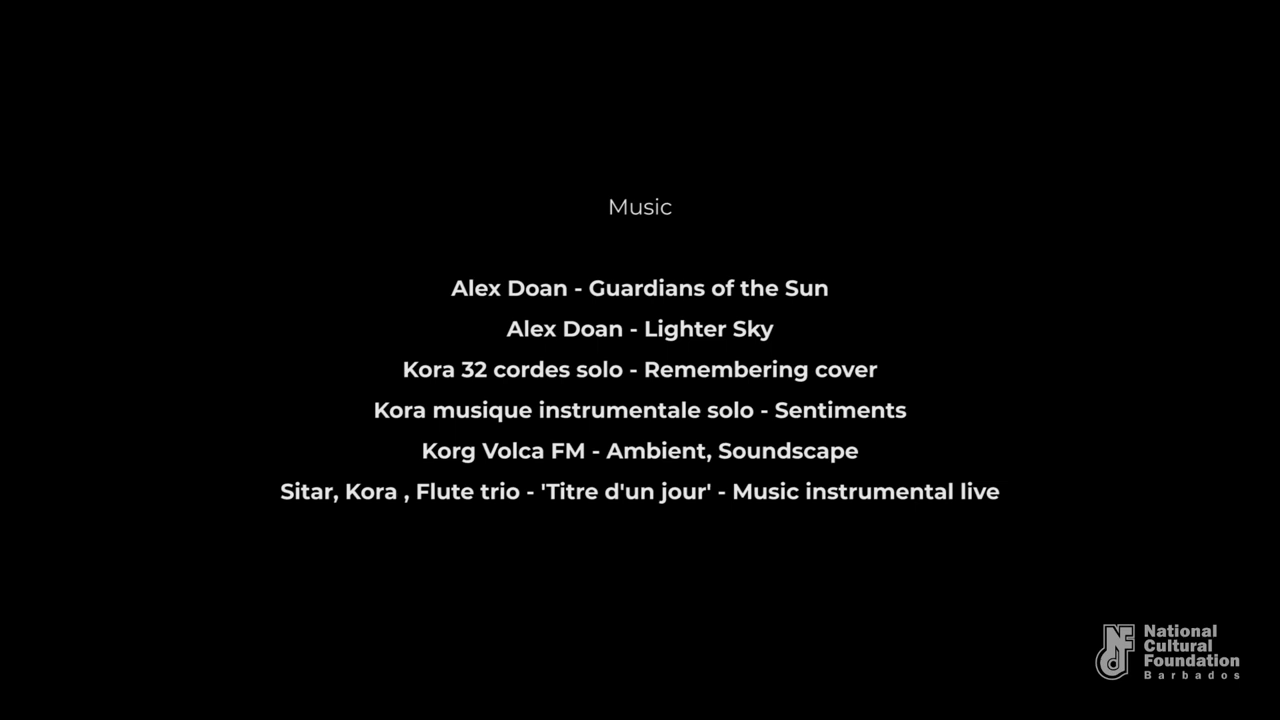 Music
Alex Doan - Guardians of the Sun
Alex Doan - Lighter Sky
Kora 32 cordes solo - Remembering cover
Kora musique instrumentale solo - Sentiments
Korg Volca FM - Ambient, Soundscape
Sitar, Kora , Flute trio - 'Titre d'un jour' - Music instrumental live
National
Cultural
Foundation
Barbados